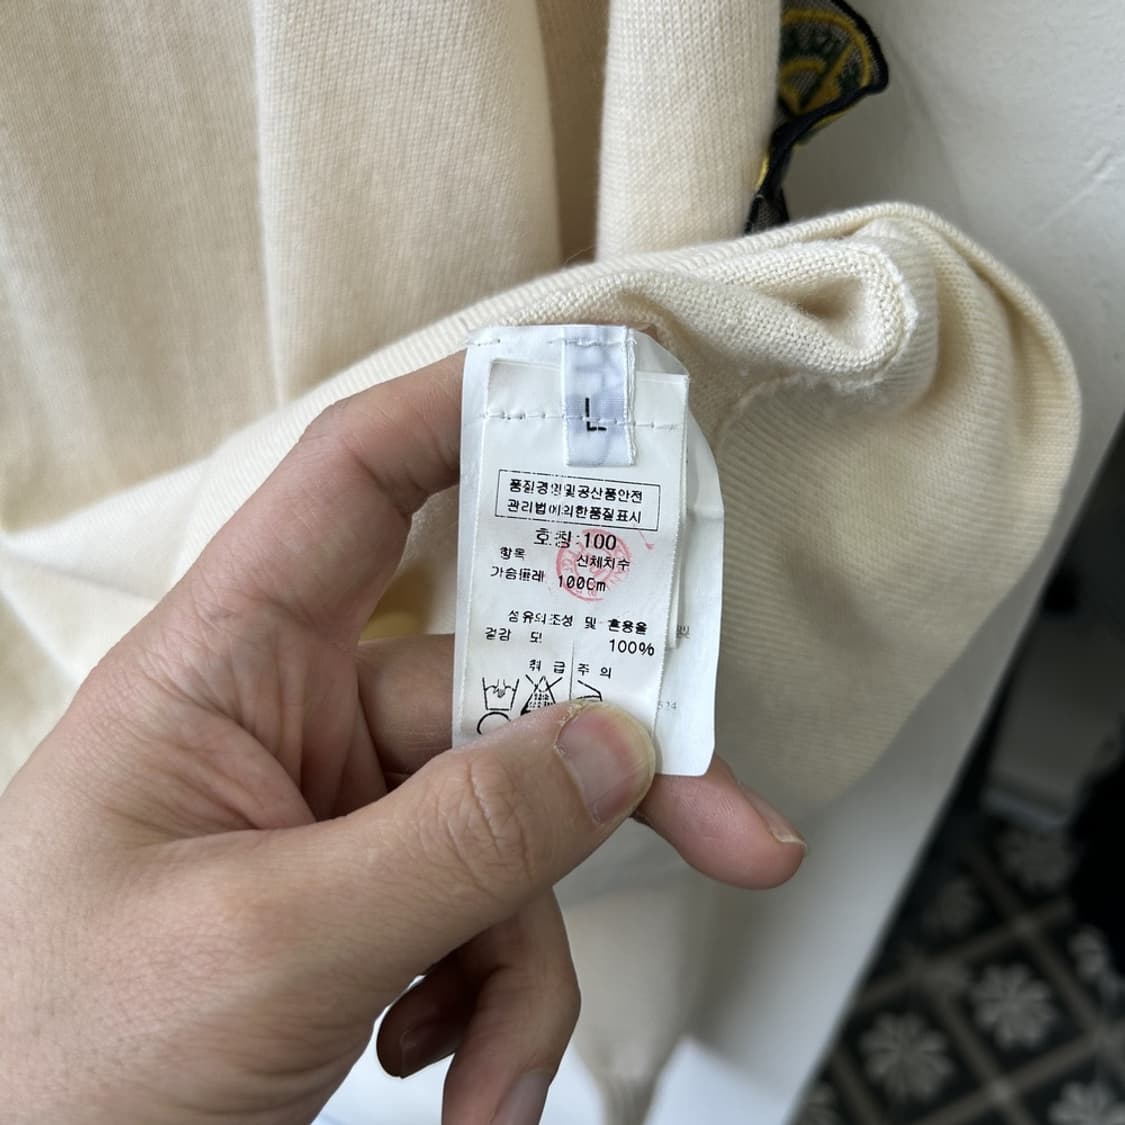 L
품질경영및공산품안전
관리법에의한품질표시
호칭:100
항목 신체치수
가슴둘레 100Cm
섬유의조성 및 혼용율
겉감 모 100%
취 급 주 의
및